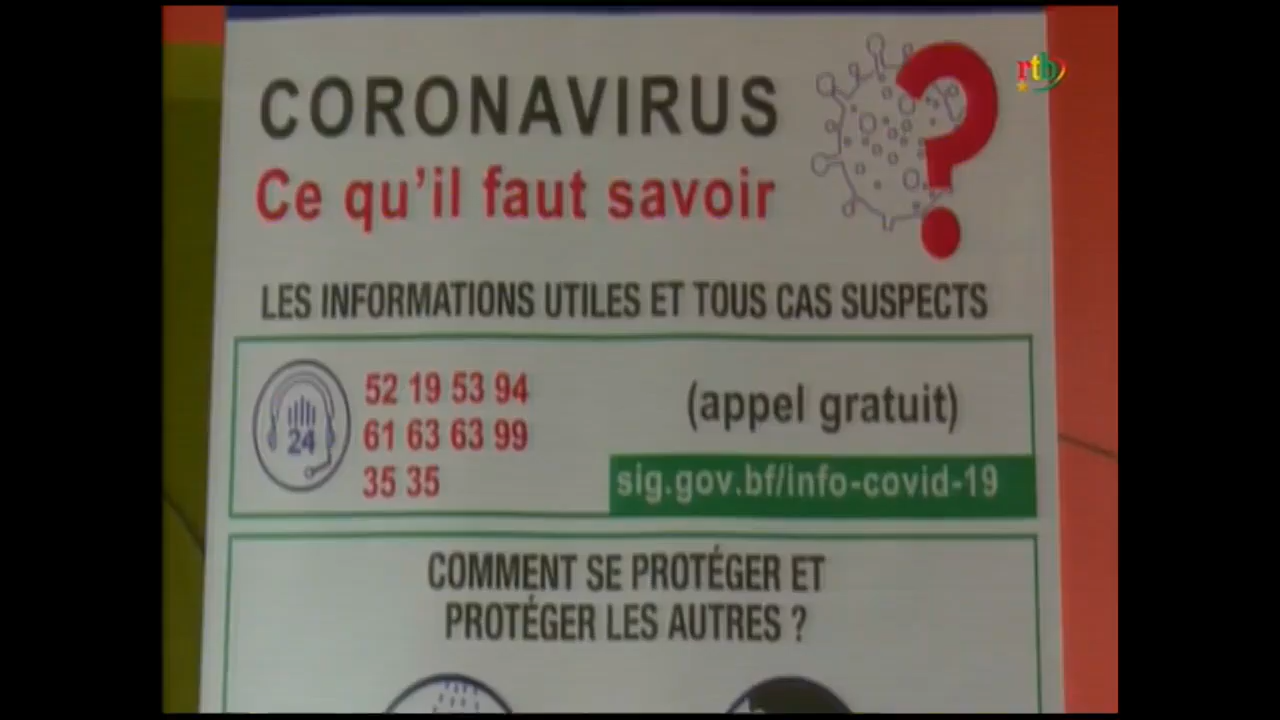 rtb
CORONAVIRUS
Ce qu'il faut savoir
LES INFORMATIONS UTILES ET TOUS CAS SUSPECTS
24
52 19 53 94
61 63 63 99
35 35
(appel gratuit)
sig.gov.bf/info-covid-19
COMMENT SE PROTÉGER ET
PROTÉGER LES AUTRES ?